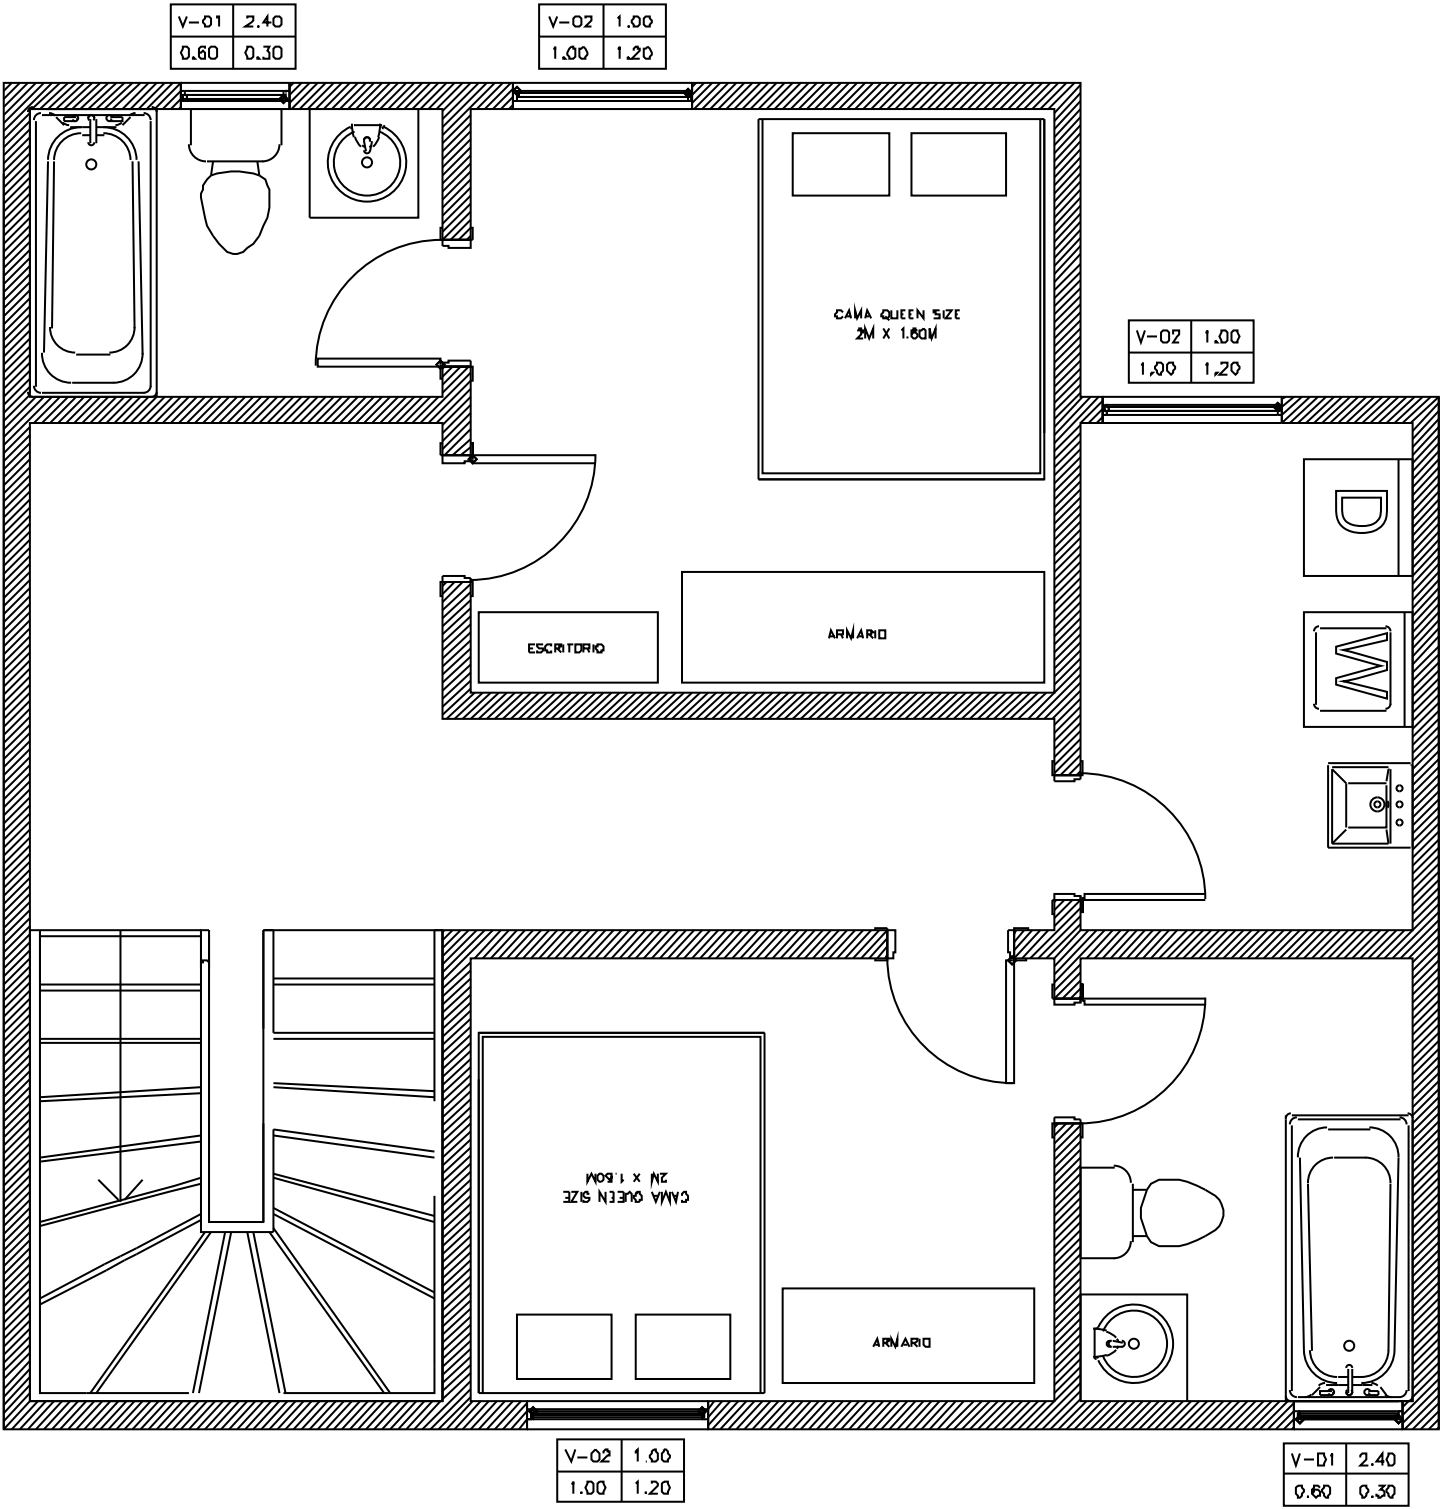 V-01 2.40
0.60 0.30
V-02 1.00
1.00 1.20
CAMA QUEEN SIZE
2M X 1.60M
V-02 1.00
1.00 1.20
D
ESCRITORIO
ARMARIO
W
CAMA QUEEN SIZE
2M X 1.60M
ARMARIO
V-02 1.00
1.00 1.20
V-01 2.40
0.60 0.30